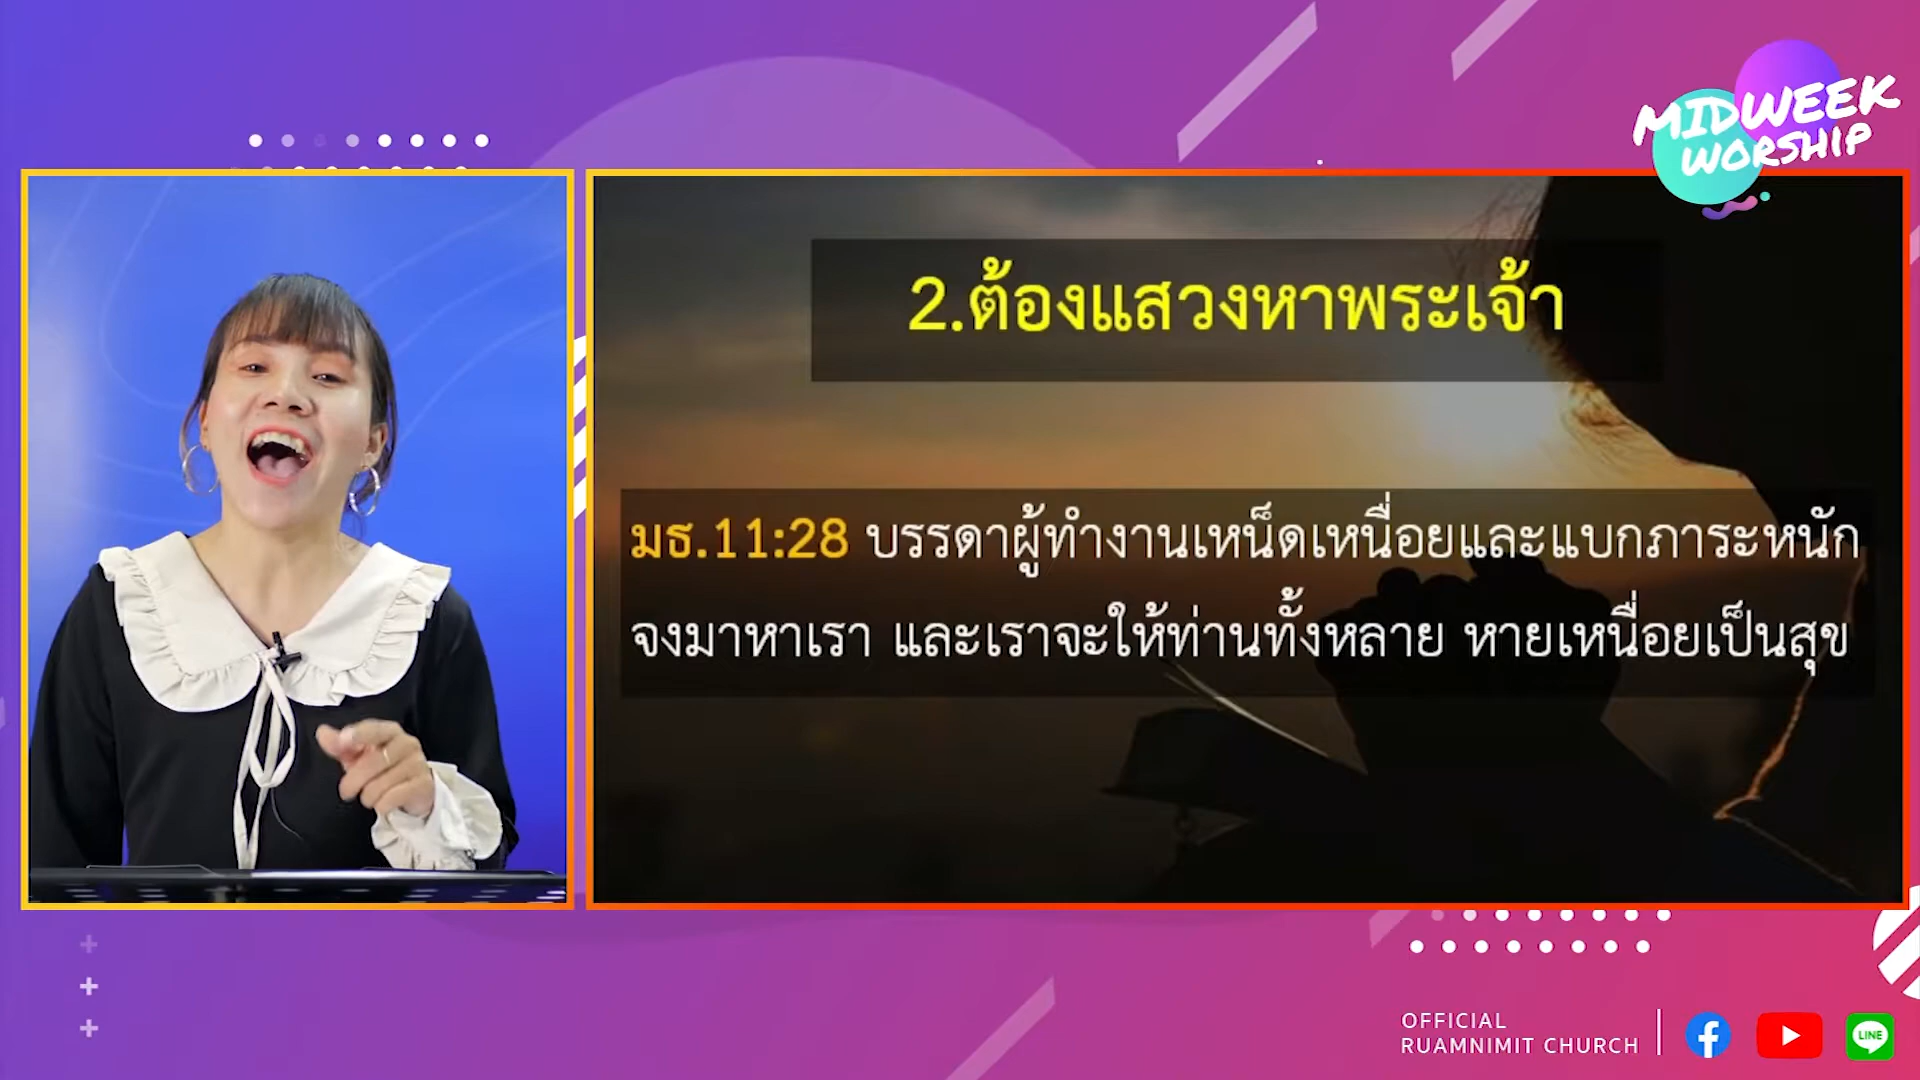 MIDWEEK
WORSHIP
2.ต้องแสวงหาพระเจ้า
มธ.11:28 บรรดาผู้ทำงานเหน็ดเหนื่อยและแบกภาระหนัก
จงมาหาเรา และเราจะให้ท่านทั้งหลาย หายเหนื่อยเป็นสุข
OFFICIAL
RUAMNIMIT CHURCH
LINE